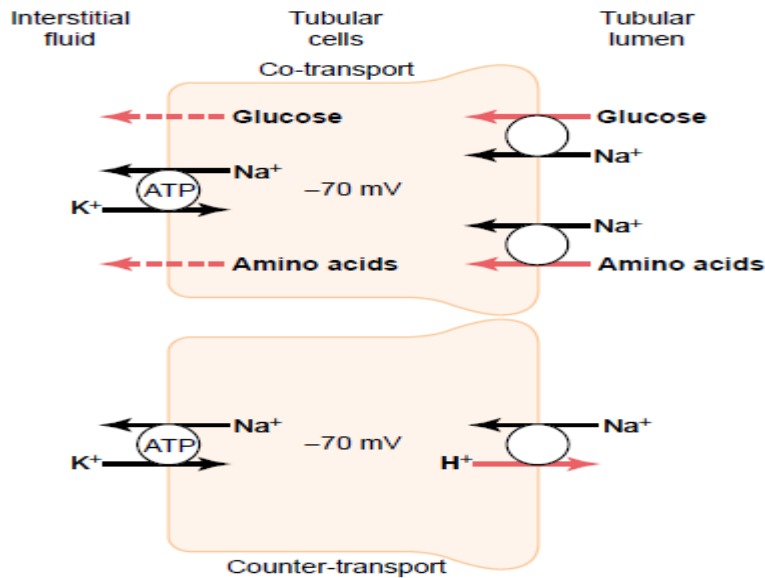 Interstitial
fluid
Tubular
cells
Tubular
lumen
Co-transport
Glucose
Glucose
Na⁺
Na⁺
ATP
–70 mV
K⁺
Na⁺
Amino acids
Amino acids
Na⁺
Na⁺
ATP
–70 mV
K⁺
H⁺
Counter-transport